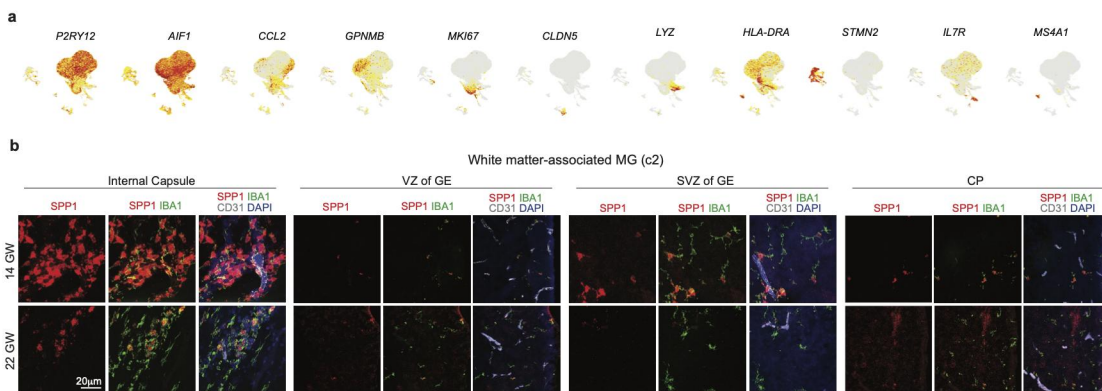 a
P2RY12 AIF1 CCL2 GPNMB MKI67 CLDN5 LYZ HLA-DRA STMN2 IL7R MS4A1
b
White matter-associated MG (c2)
Internal Capsule VZ of GE SVZ of GE CP
SPP1 SPP1 IBA1 SPP1 IBA1 CD31 DAPI SPP1 SPP1 IBA1 SPP1 IBA1 CD31 DAPI SPP1 SPP1 IBA1 SPP1 IBA1 CD31 DAPI SPP1 SPP1 IBA1 SPP1 IBA1 CD31 DAPI
14 GW
22 GW
20µm